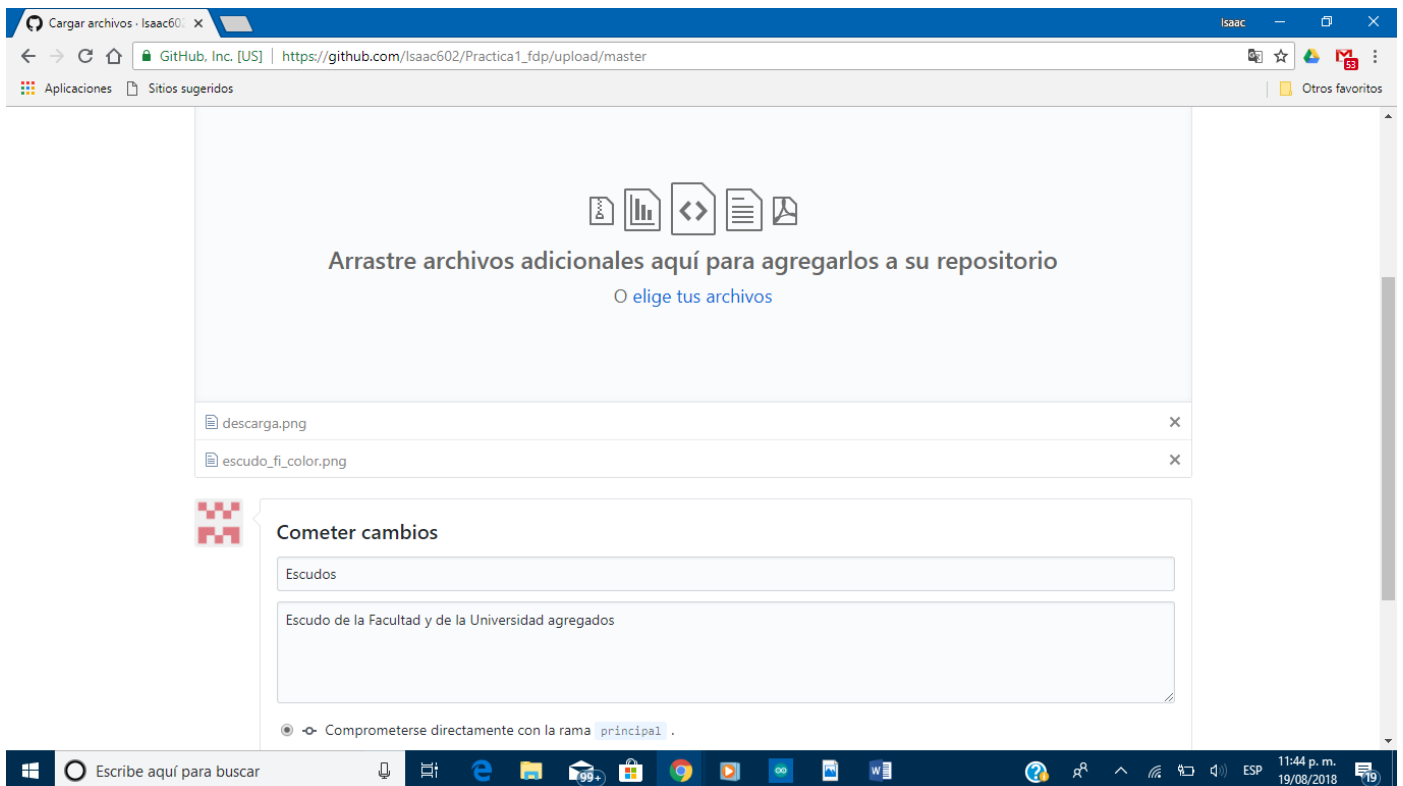 Cargar archivos · Isaac60
Isaac
GitHub, Inc. [US] | https://github.com/Isaac602/Practica1_fdp/upload/master
53
Aplicaciones Sitios sugeridos Otros favoritos
Arrastre archivos adicionales aquí para agregarlos a su repositorio
O elige tus archivos
descarga.png
escudo_fi_color.png
Cometer cambios
Escudos
Escudo de la Facultad y de la Universidad agregados
Comprometerse directamente con la rama principal .
Escribe aquí para buscar
99+
ESP
11:44 p. m.
19/08/2018
19